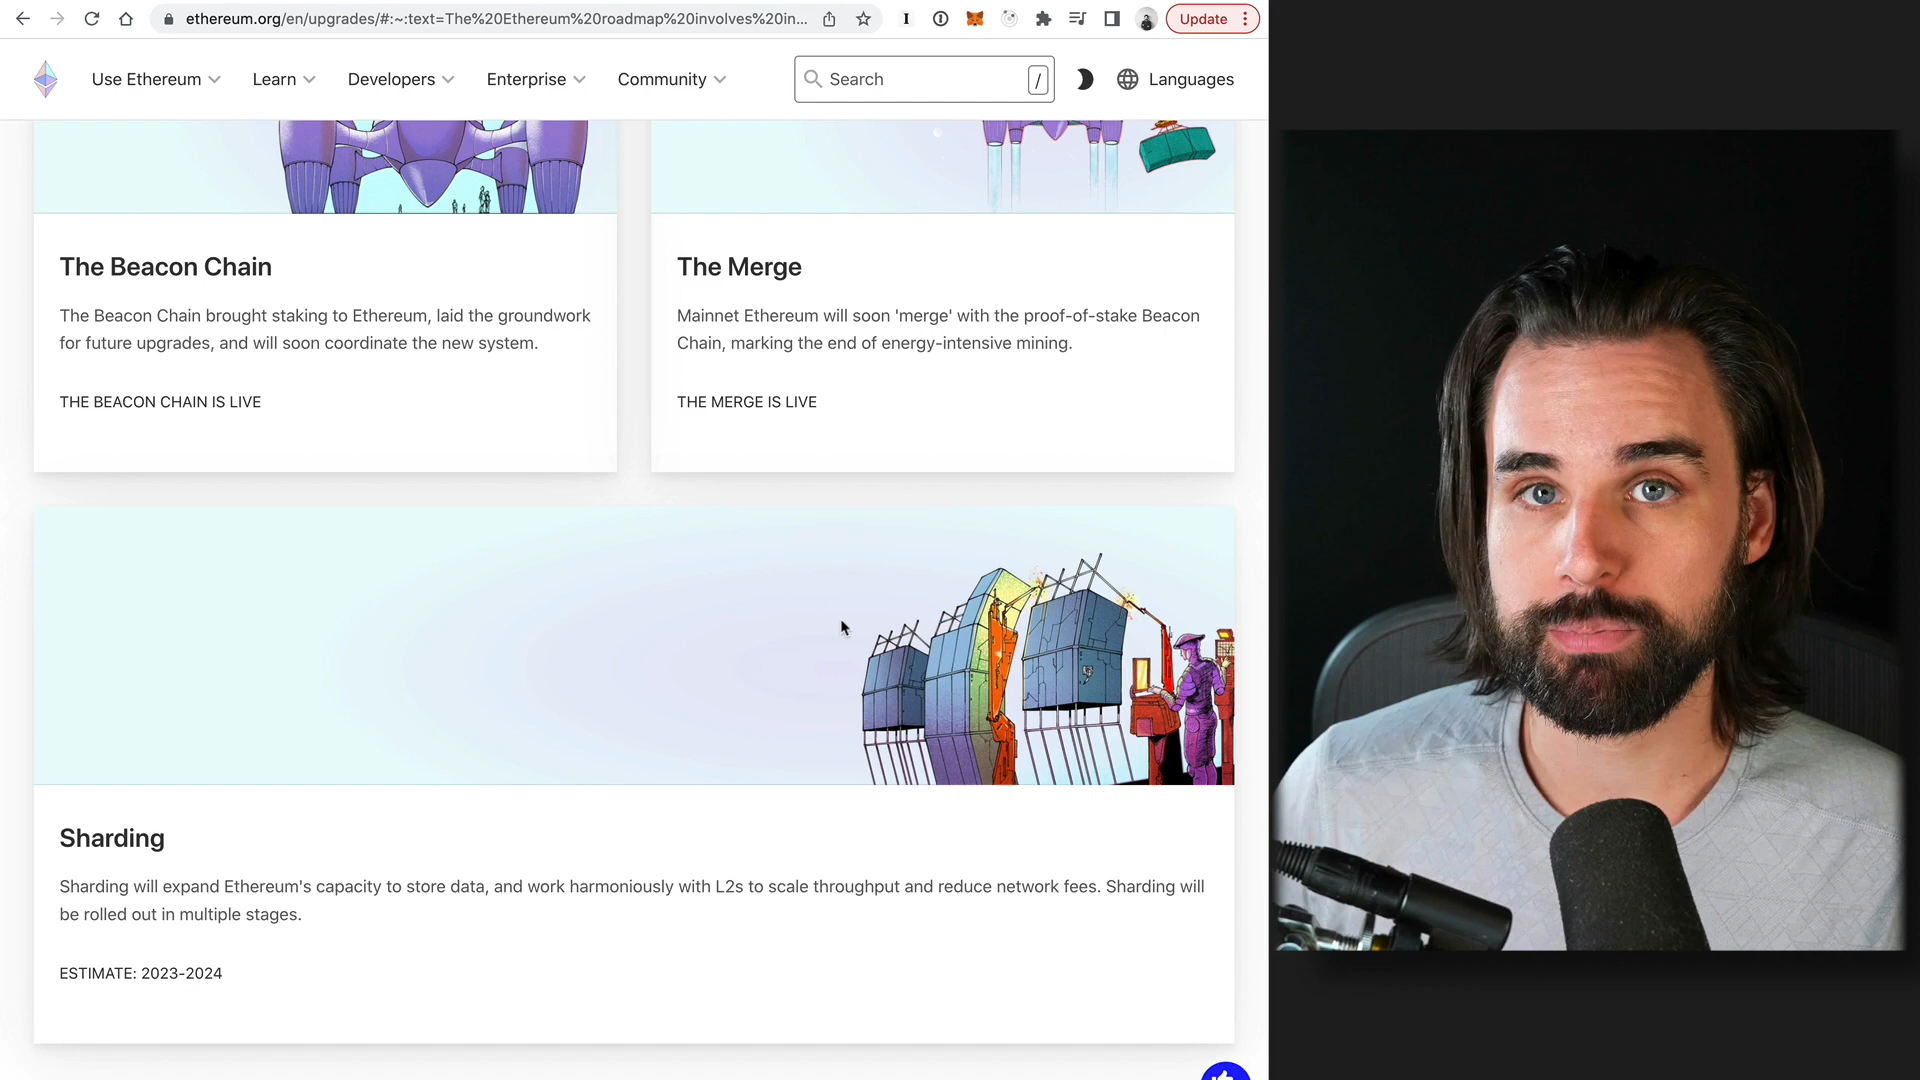 ethereum.org/en/upgrades/#:~:text=The%20Ethereum%20roadmap%20involves%20in...
Update
Use Ethereum Learn Developers Enterprise Community Search / Languages
The Beacon Chain
The Beacon Chain brought staking to Ethereum, laid the groundwork
for future upgrades, and will soon coordinate the new system.
THE BEACON CHAIN IS LIVE
The Merge
Mainnet Ethereum will soon 'merge' with the proof-of-stake Beacon
Chain, marking the end of energy-intensive mining.
THE MERGE IS LIVE
Sharding
Sharding will expand Ethereum's capacity to store data, and work harmoniously with L2s to scale throughput and reduce network fees. Sharding will
be rolled out in multiple stages.
ESTIMATE: 2023-2024